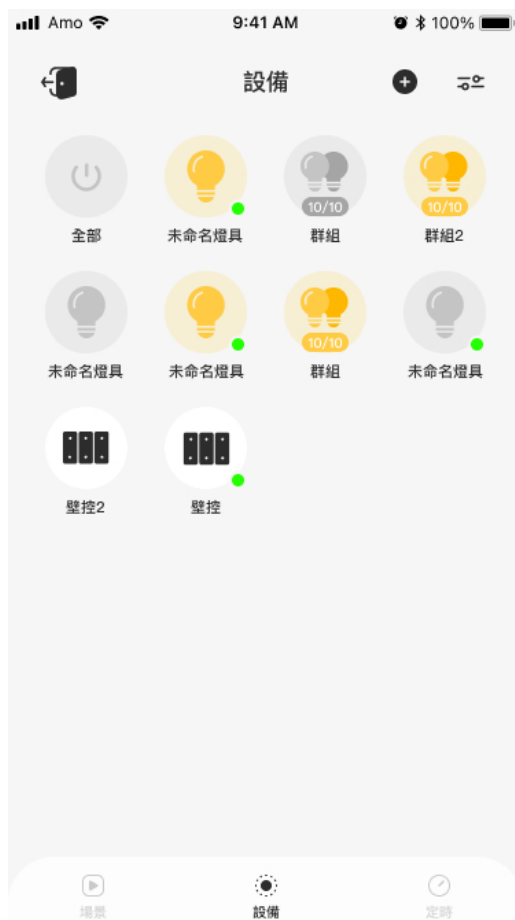 Amo 9:41 AM 100%
設備
10/10 10/10
全部 未命名燈具 群組 群組2
10/10
未命名燈具 未命名燈具 群組 未命名燈具
壁控2 壁控
場景 設備 定時